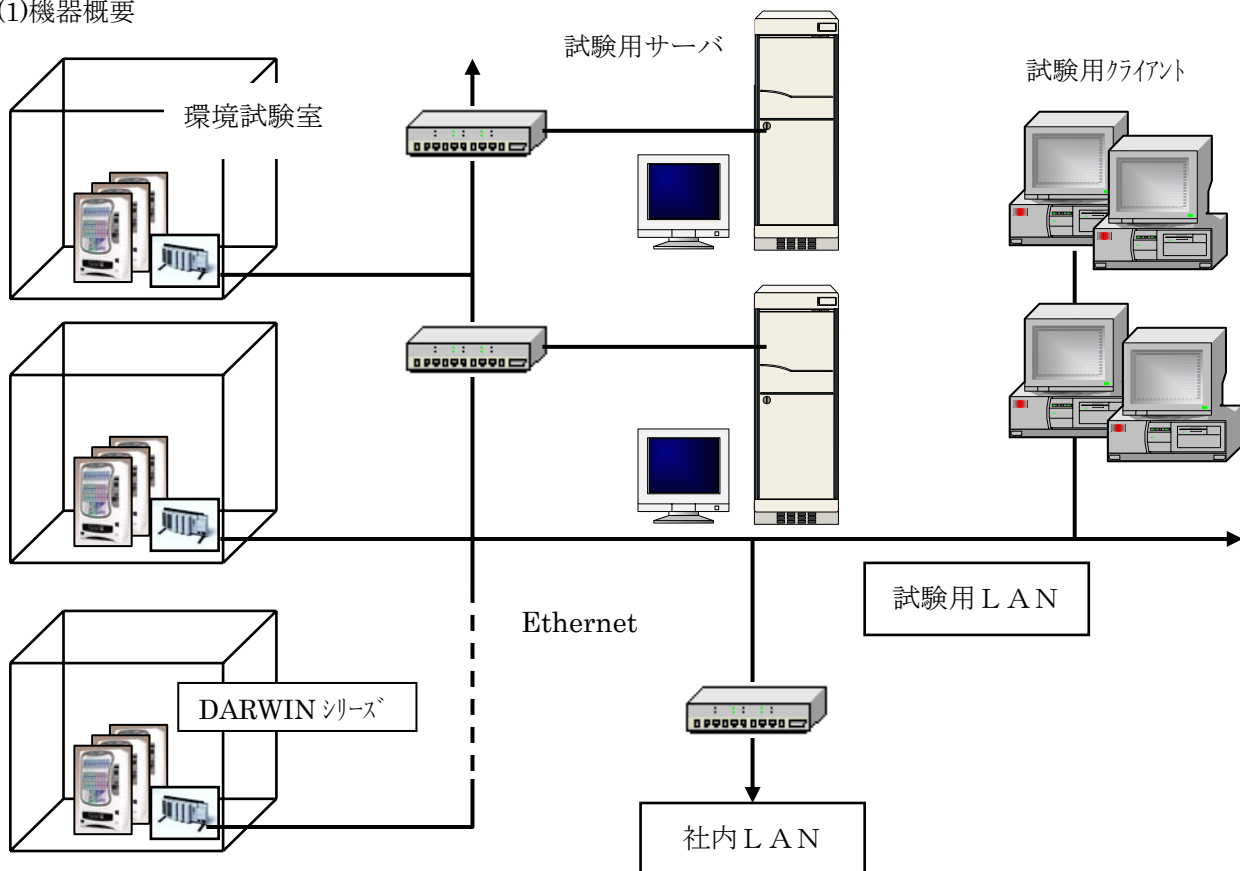 (1)機器概要
試験用サーバ
試験用ｸﾗｲｱﾝﾄ
環境試験室
試験用ＬＡＮ
Ethernet
DARWIN ｼﾘｰｽﾞ
社内ＬＡＮ